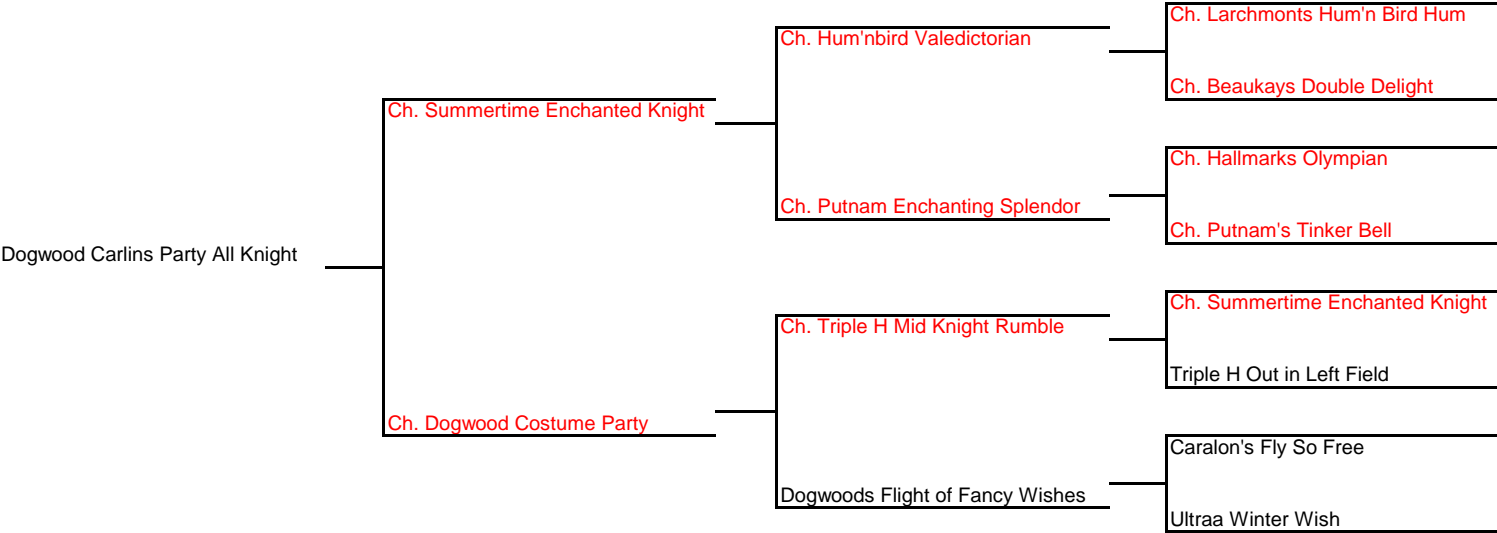 Ch. Larchmonts Hum'n Bird Hum
Ch. Hum'nbird Valedictorian
Ch. Beaukays Double Delight
Ch. Summertime Enchanted Knight
Ch. Hallmarks Olympian
Ch. Putnam Enchanting Splendor
Ch. Putnam's Tinker Bell
Dogwood Carlins Party All Knight
Ch. Summertime Enchanted Knight
Ch. Triple H Mid Knight Rumble
Triple H Out in Left Field
Ch. Dogwood Costume Party
Caralon's Fly So Free
Dogwoods Flight of Fancy Wishes
Ultraa Winter Wish